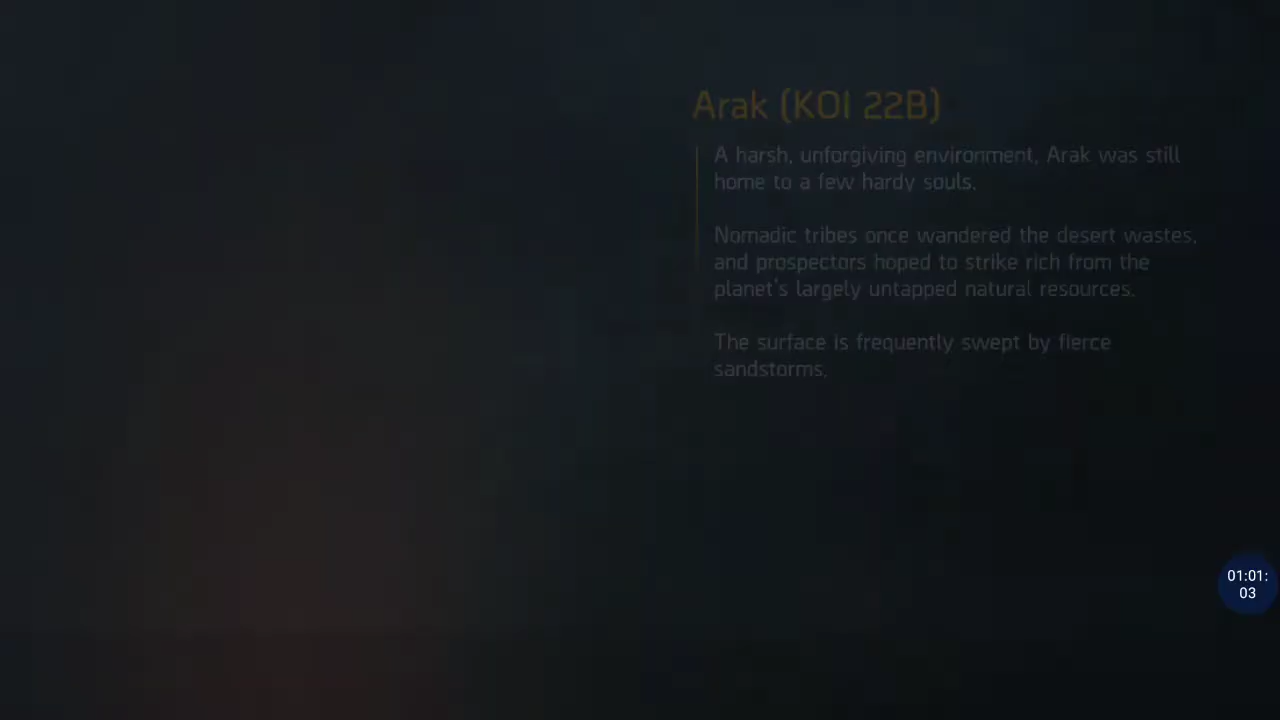 Arak (KOI 22B)
A harsh, unforgiving environment, Arak was still
home to a few hardy souls.
Nomadic tribes once wandered the desert wastes,
and prospectors hoped to strike rich from the
planet's largely untapped natural resources.
The surface is frequently swept by fierce
sandstorms.
01:01:
03